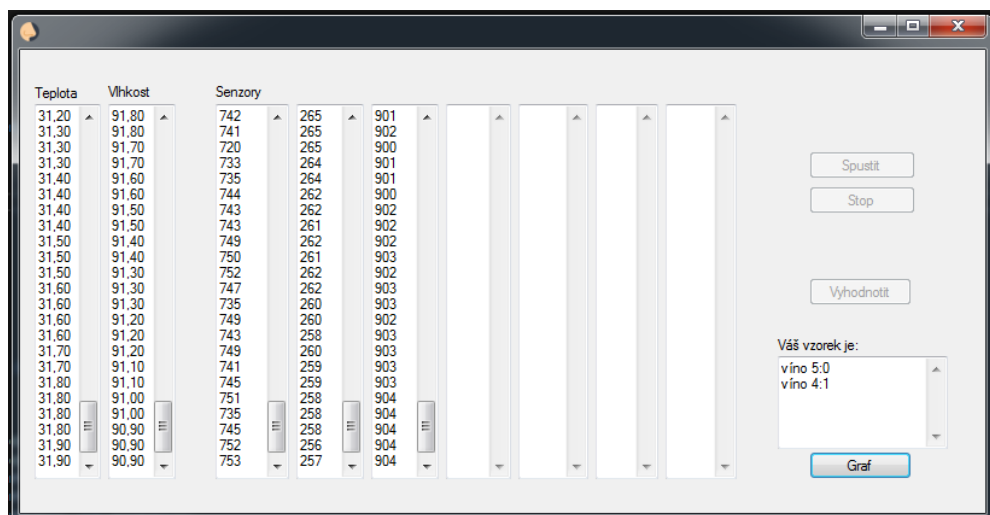 Teplota Vlhkost Senzory
31,20 91,80 742 265 901
31,30 91,80 741 265 902
31,30 91,70 720 265 900
31,30 91,70 733 264 901
31,40 91,60 735 264 901
31,40 91,60 744 262 900
31,40 91,50 743 262 902
31,40 91,50 743 261 902
31,50 91,40 749 262 902
31,50 91,40 750 261 903
31,50 91,30 752 262 902
31,60 91,30 747 262 903
31,60 91,30 735 260 903
31,60 91,20 749 260 902
31,60 91,20 743 258 903
31,70 91,20 749 260 903
31,70 91,10 741 259 903
31,80 91,10 745 259 903
31,80 91,00 751 258 904
31,80 91,00 735 258 904
31,80 90,90 745 258 904
31,90 90,90 752 256 904
31,90 90,90 753 257 904
Spustit
Stop
Vyhodnotit
Váš vzorek je:
víno 5:0
víno 4:1
Graf